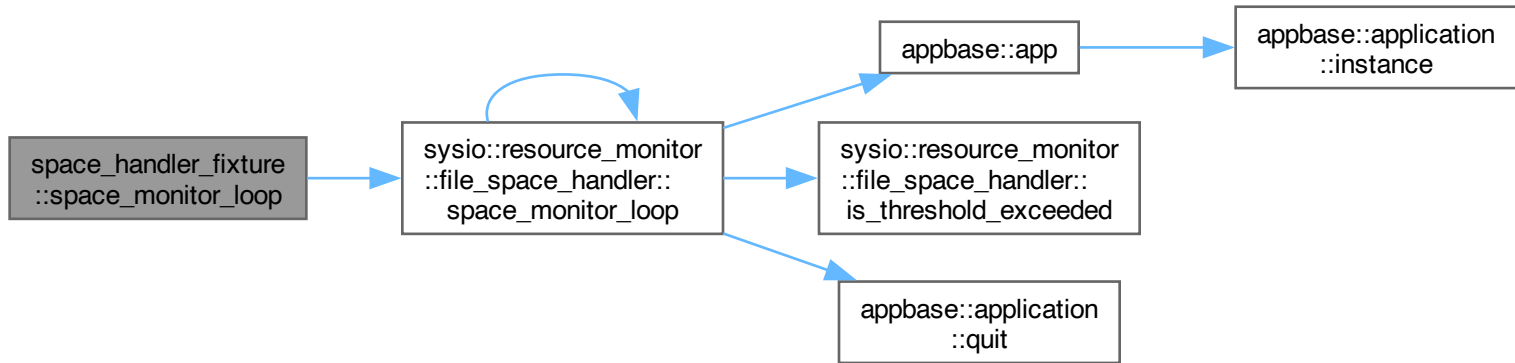 space_handler_fixture
::space_monitor_loop
sysio::resource_monitor
::file_space_handler::
space_monitor_loop
appbase::app
appbase::application
::instance
sysio::resource_monitor
::file_space_handler::
is_threshold_exceeded
appbase::application
::quit